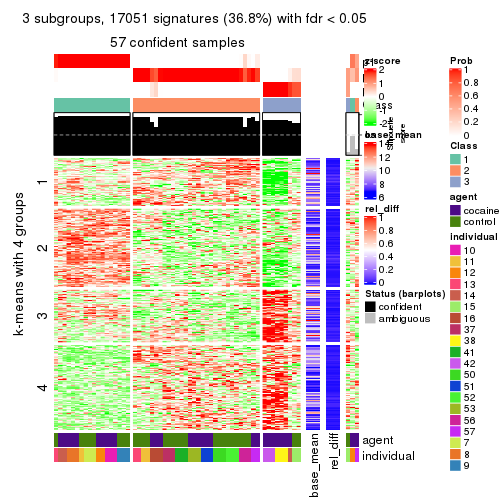 3 subgroups, 17051 signatures (36.8%) with fdr < 0.05
57 confident samples
k-means with 4 groups
1
2
3
4
base_mean
rel_diff
agent
individual
z-score
2
1
0
-1
-2
base_mean
14
12
10
8
6
rel_diff
1
0.8
0.6
0.4
0.2
0
Status (barplots)
confident
ambiguous
Prob
1
0.8
0.6
0.4
0.2
0
Class
1
2
3
agent
cocaine
control
individual
10
11
12
13
14
15
16
37
38
41
42
50
51
52
53
56
57
7
8
9